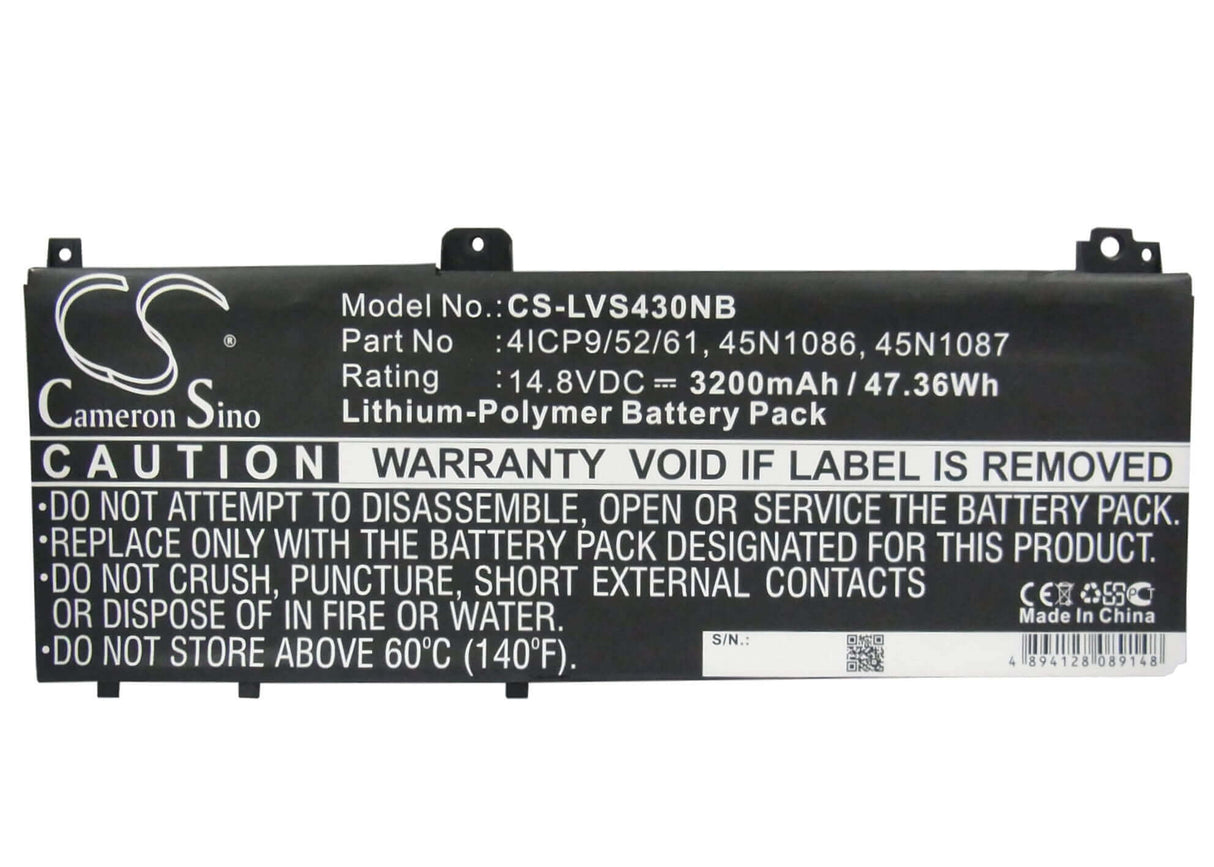 CS
®
Cameron Sino
Model No.: CS-LVS430NB
Part No : 4ICP9/52/61, 45N1086, 45N1087
Rating : 14.8VDC ⎓ 3200mAh / 47.36Wh
Lithium-Polymer Battery Pack
CAUTION WARRANTY VOID IF LABEL IS REMOVED
•DO NOT ATTEMPT TO DISASSEMBLE, OPEN OR SERVICE THE BATTERY PACK.
•REPLACE ONLY WITH THE BATTERY PACK DESIGNATED FOR THIS PRODUCT.
•DO NOT CRUSH, PUNCTURE, SHORT EXTERNAL CONTACTS
OR DISPOSE OF IN FIRE OR WATER.
•DO NOT STORE ABOVE 60°C (140°F).
CE
Made In China
S/N.:
4 894128 089148